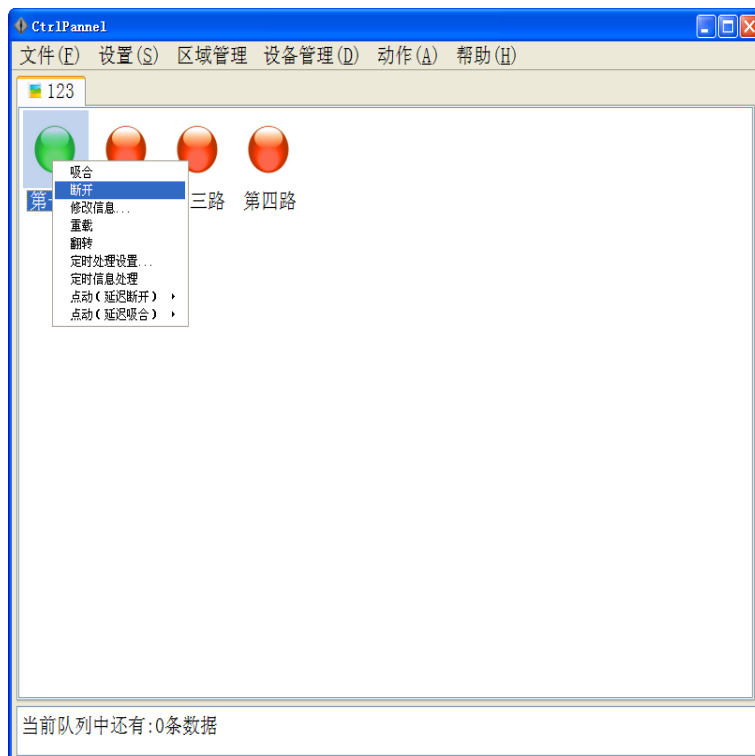 CtrlPannel
文件(F) 设置(S) 区域管理 设备管理(D) 动作(A) 帮助(H)
123
第 三路 第四路
吸合
断开
修改信息...
重载
翻转
定时处理设置...
定时信息处理
点动(延迟断开)
点动(延迟吸合)
当前队列中还有:0条数据